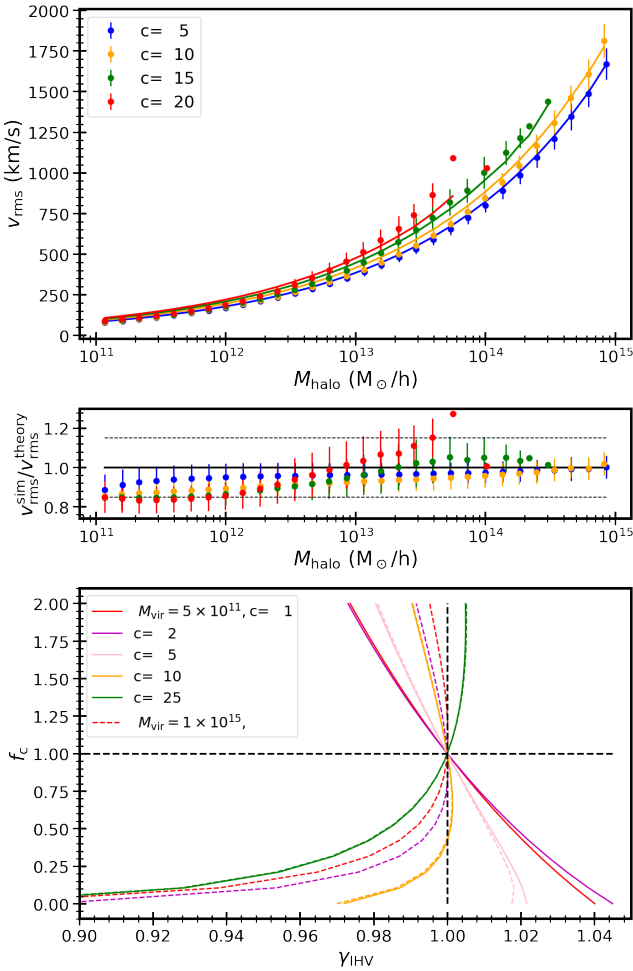 2000
1750
1500
1250
1000
750
500
250
0
v_rms (km/s)
c= 5
c= 10
c= 15
c= 20
10^11 10^12 10^13 10^14 10^15
M_halo (M_⊙/h)
1.2
1.0
0.8
v^sim_rms/v^theory_rms
10^11 10^12 10^13 10^14 10^15
M_halo (M_⊙/h)
2.00
1.75
1.50
1.25
1.00
0.75
0.50
0.25
0.00
f_c
M_vir = 5 × 10^11, c= 1
c= 2
c= 5
c= 10
c= 25
M_vir = 1 × 10^15,
0.90 0.92 0.94 0.96 0.98 1.00 1.02 1.04
γ_IHV